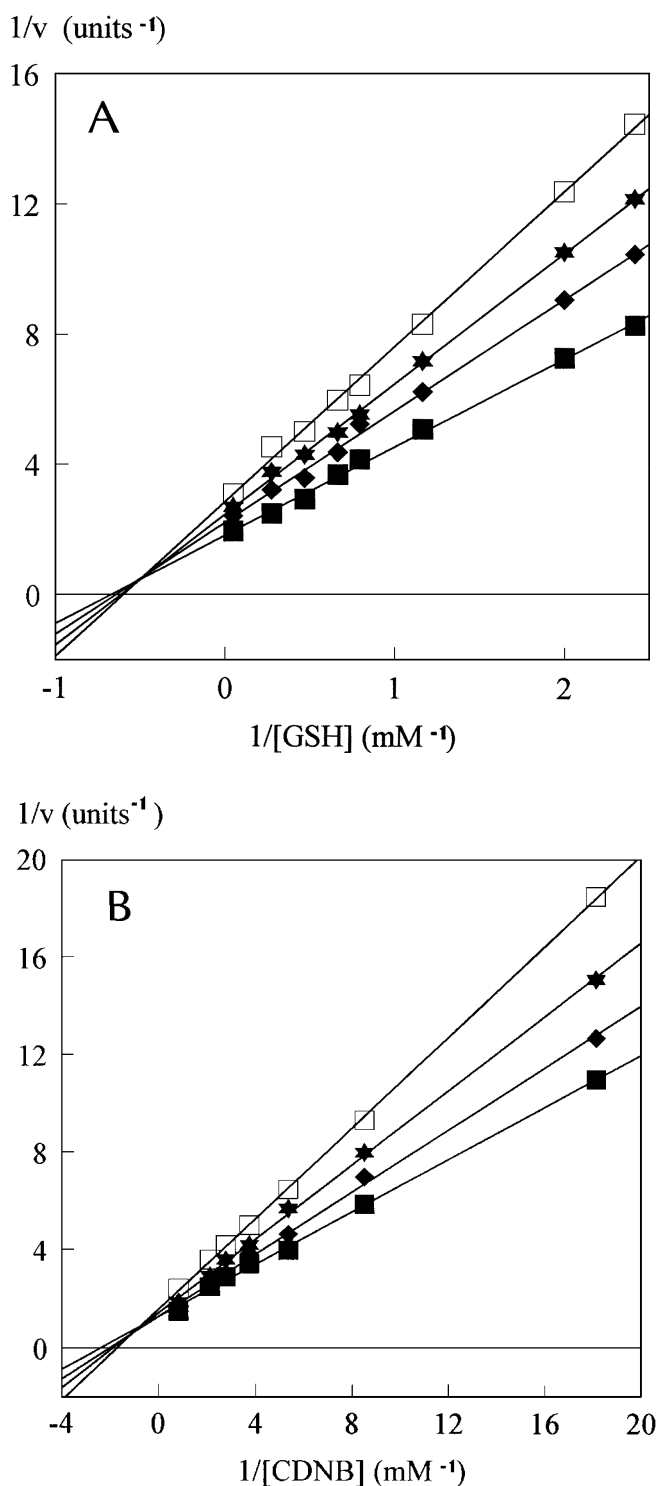 1/v (units -1)
16
A
12
8
4
0
-1 0 1 2
1/[GSH] (mM -1)
1/v (units-1 )
20
B
16
12
8
4
0
-4 0 4 8 12 16 20
1/[CDNB] (mM -1)